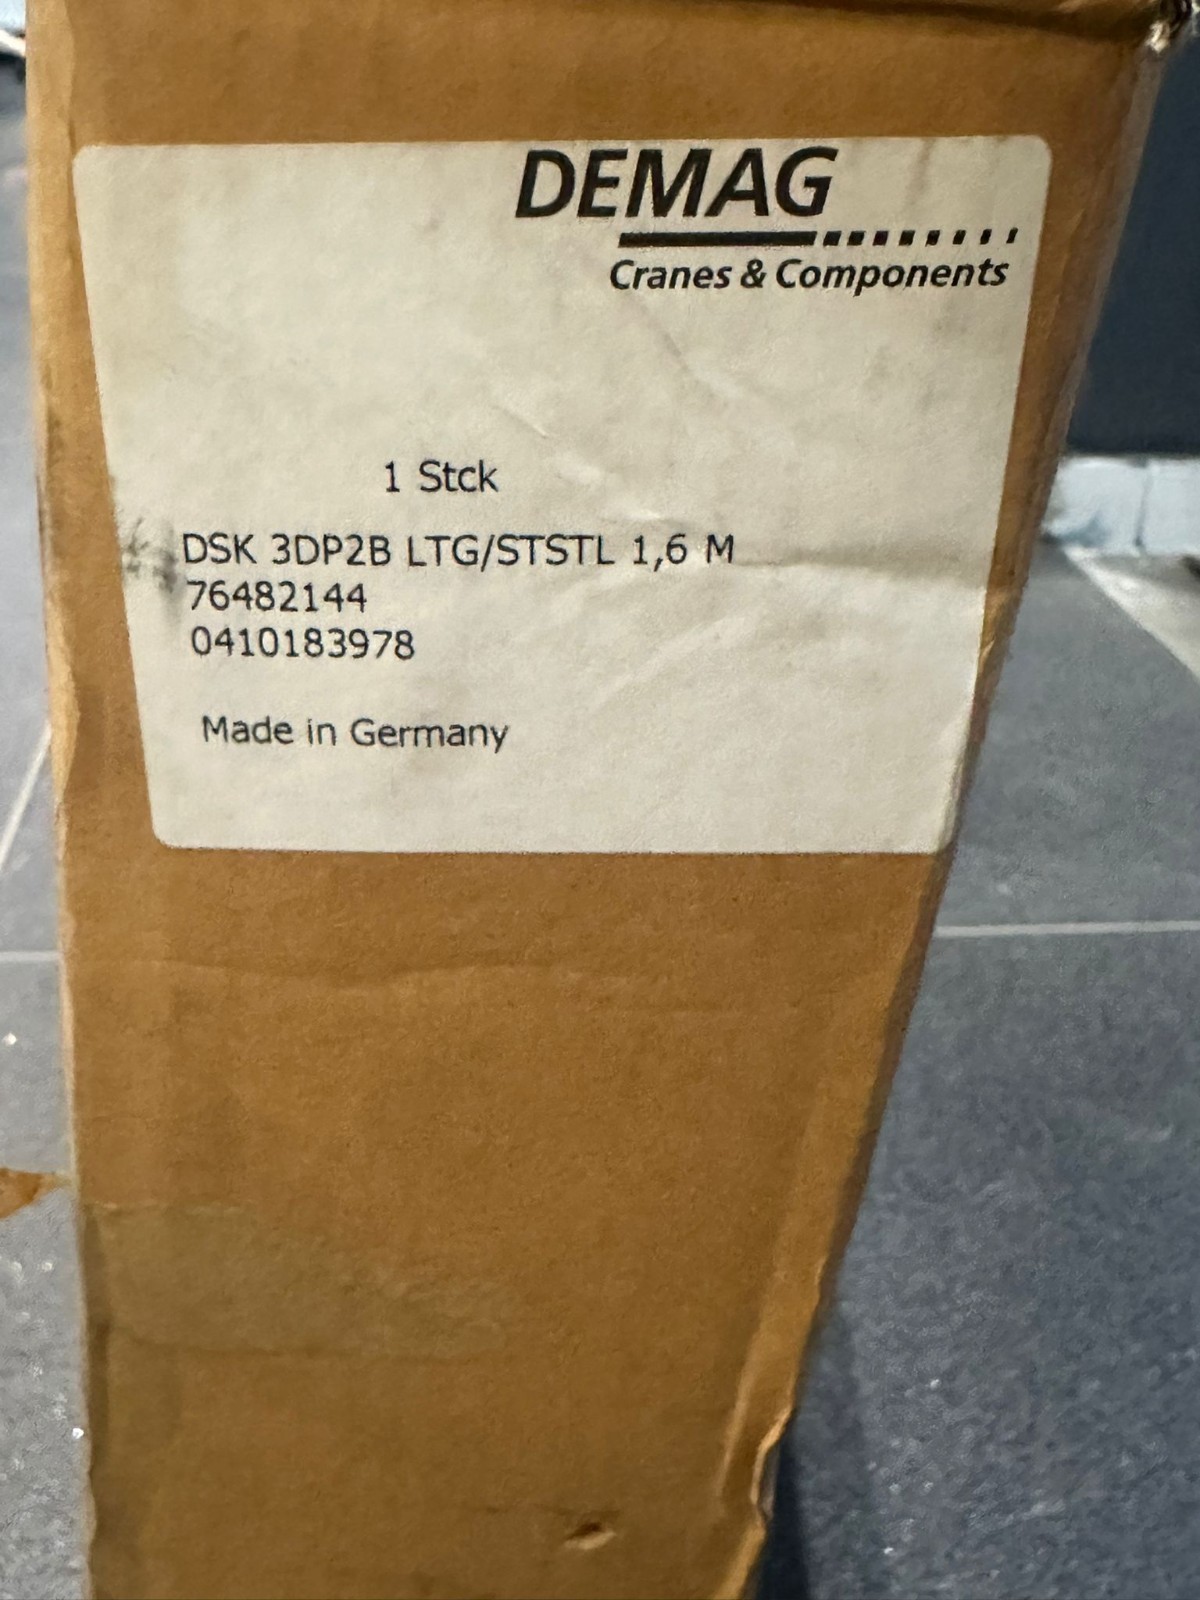 DEMAG
Cranes & Components
1 Stck
DSK 3DP2B LTG/STSTL 1,6 M
76482144
0410183978
Made in Germany